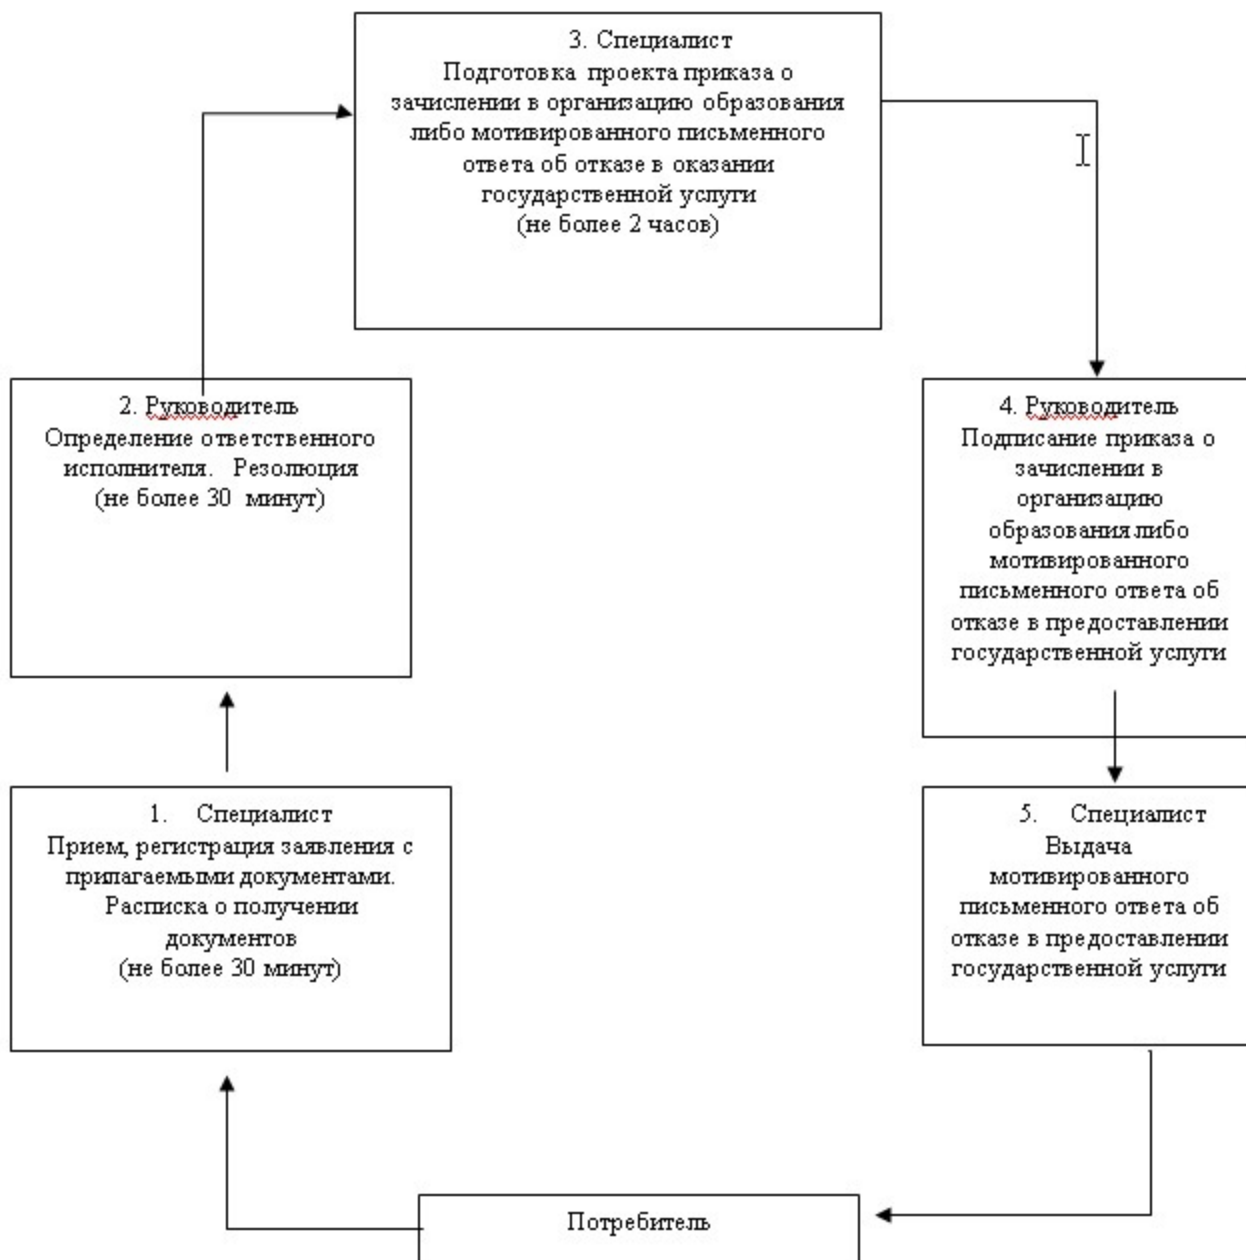 3. Специалист
Подготовка проекта приказа о
зачислении в организацию образования
либо мотивированного письменного
ответа об отказе в оказании
государственной услуги
(не более 2 часов)
2. Руководитель
Определение ответственного
исполнителя. Резолюция
(не более 30 минут)
4. Руководитель
Подписание приказа о
зачислении в
организацию
образования либо
мотивированного
письменного ответа об
отказе в предоставлении
государственной услуги
1. Специалист
Прием, регистрация заявления с
прилагаемыми документами.
Расписка о получении
документов
(не более 30 минут)
5. Специалист
Выдача
мотивированного
письменного ответа об
отказе в предоставлении
государственной услуги
Потребитель